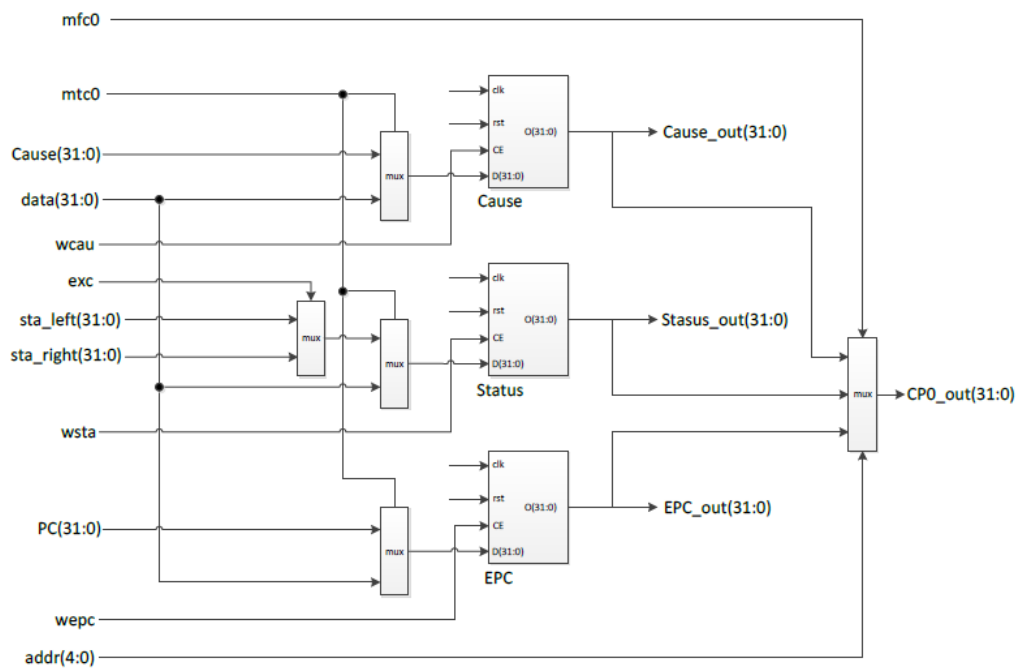 mfc0
mtc0
Cause(31:0)
data(31:0)
wcau
exc
sta_left(31:0)
sta_right(31:0)
wsta
PC(31:0)
wepc
addr(4:0)
mux
mux
mux
mux
clk
rst
CE
D(31:0)
O(31:0)
Cause
clk
rst
CE
D(31:0)
O(31:0)
Status
clk
rst
CE
D(31:0)
O(31:0)
EPC
Cause_out(31:0)
Stasus_out(31:0)
EPC_out(31:0)
mux
CP0_out(31:0)